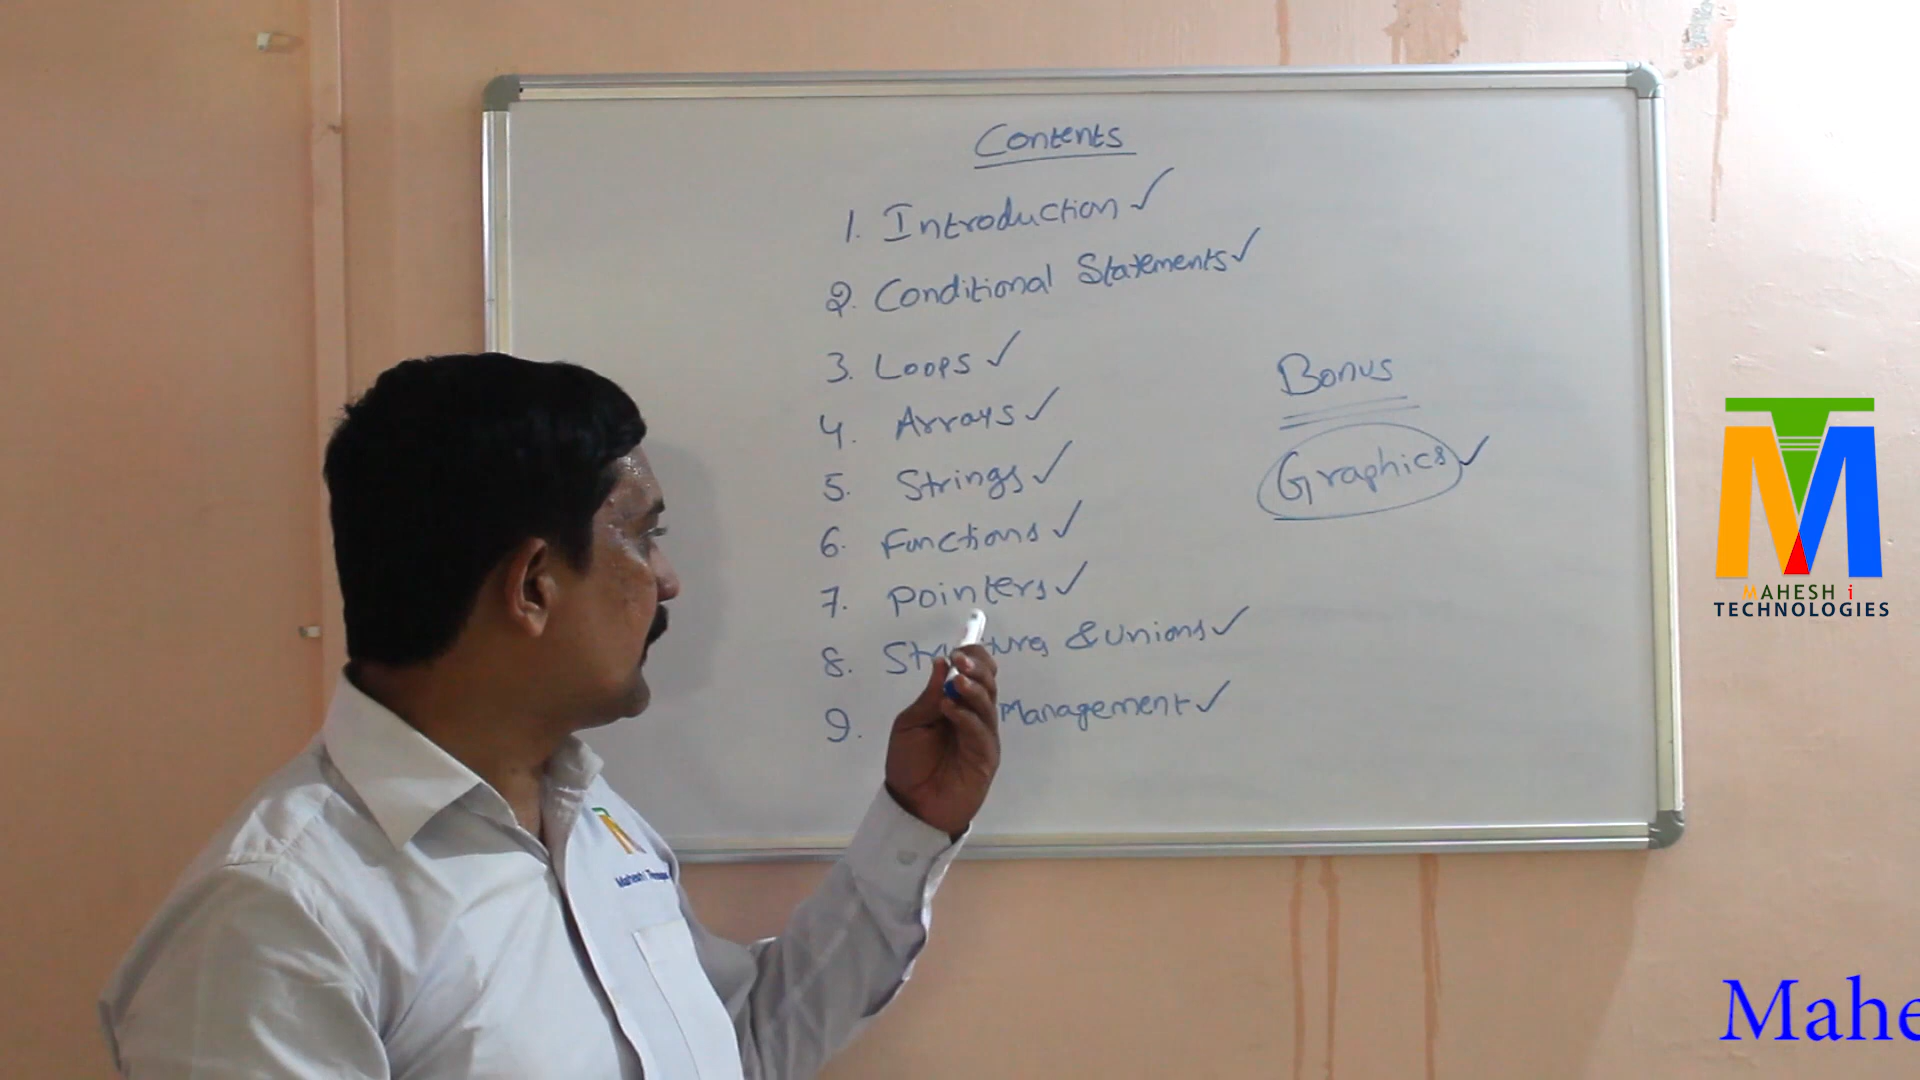 Contents
1. Introduction ✓
2. Conditional Statements ✓
3. Loops ✓
4. Arrays ✓
5. Strings ✓
6. Functions ✓
7. Pointers ✓
8. & Unions ✓
9. Management ✓
Bonus
Graphics ✓
MAHESH i
TECHNOLOGIES
Mahe